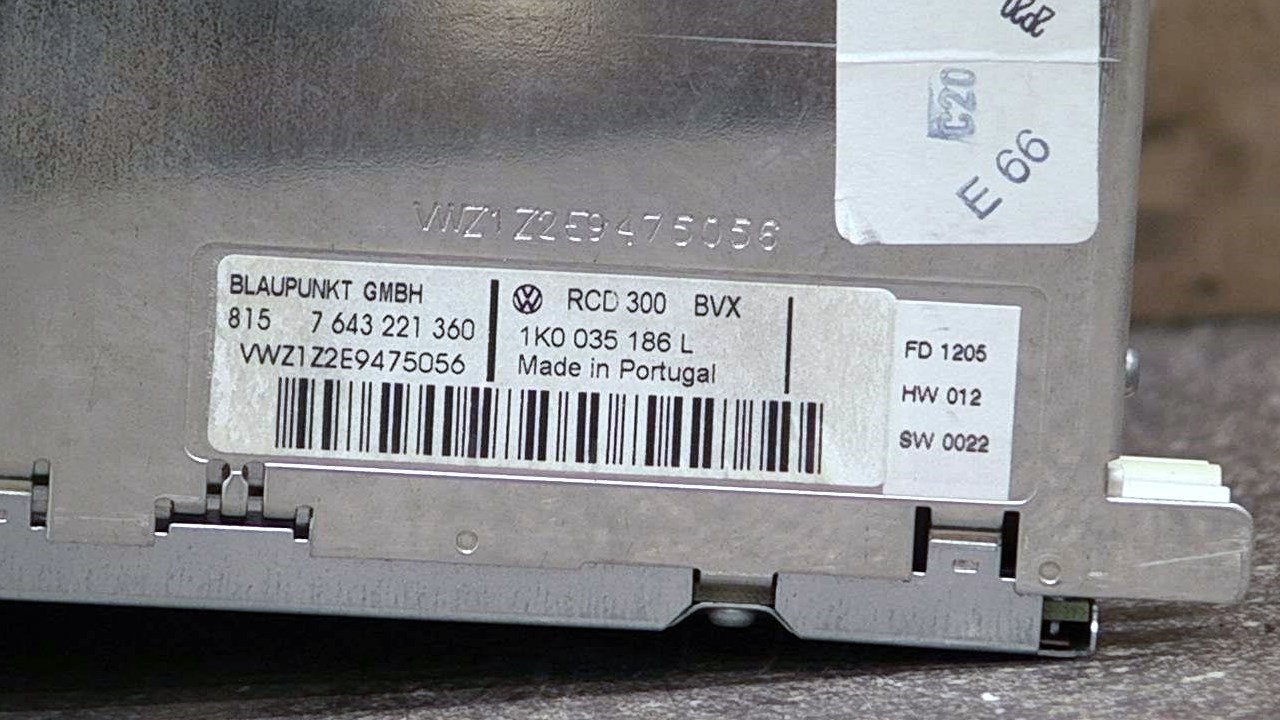 C20
E 66
VWZ1Z2E9475056
BLAUPUNKT GMBH
815 7 643 221 360
VWZ1Z2E9475056
RCD 300 BVX
1K0 035 186 L
Made in Portugal
FD 1205
HW 012
SW 0022